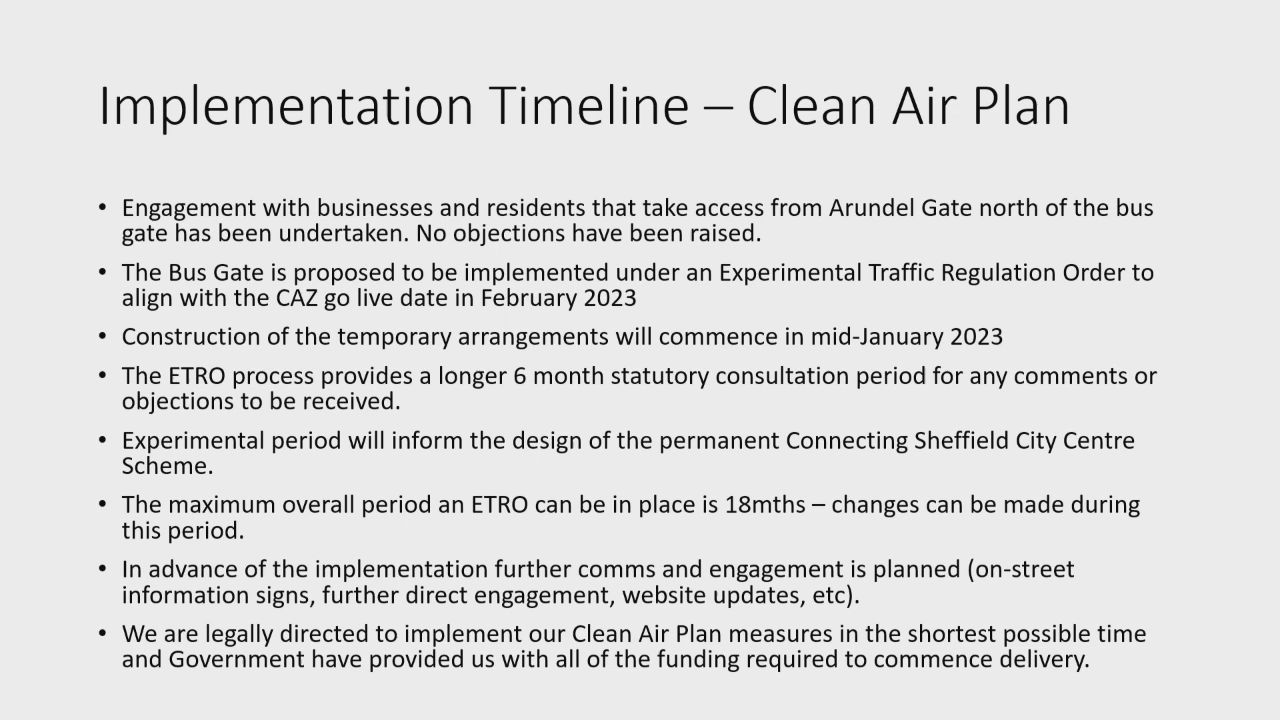 Implementation Timeline – Clean Air Plan
• Engagement with businesses and residents that take access from Arundel Gate north of the bus
gate has been undertaken. No objections have been raised.
• The Bus Gate is proposed to be implemented under an Experimental Traffic Regulation Order to
align with the CAZ go live date in February 2023
• Construction of the temporary arrangements will commence in mid-January 2023
• The ETRO process provides a longer 6 month statutory consultation period for any comments or
objections to be received.
• Experimental period will inform the design of the permanent Connecting Sheffield City Centre
Scheme.
• The maximum overall period an ETRO can be in place is 18mths – changes can be made during
this period.
• In advance of the implementation further comms and engagement is planned (on-street
information signs, further direct engagement, website updates, etc).
• We are legally directed to implement our Clean Air Plan measures in the shortest possible time
and Government have provided us with all of the funding required to commence delivery.